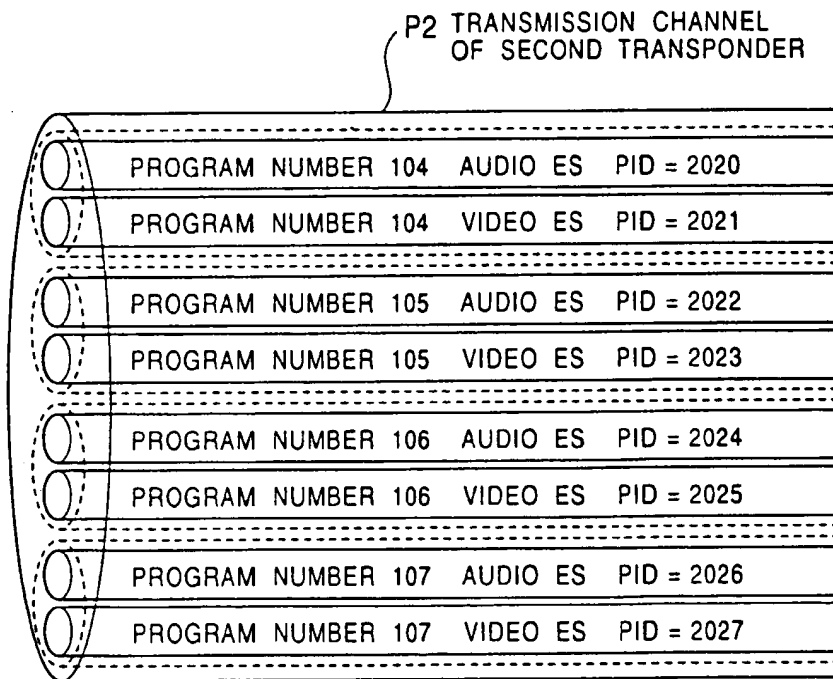 P2 TRANSMISSION CHANNEL
OF SECOND TRANSPONDER
PROGRAM NUMBER 104 AUDIO ES PID = 2020
PROGRAM NUMBER 104 VIDEO ES PID = 2021
PROGRAM NUMBER 105 AUDIO ES PID = 2022
PROGRAM NUMBER 105 VIDEO ES PID = 2023
PROGRAM NUMBER 106 AUDIO ES PID = 2024
PROGRAM NUMBER 106 VIDEO ES PID = 2025
PROGRAM NUMBER 107 AUDIO ES PID = 2026
PROGRAM NUMBER 107 VIDEO ES PID = 2027